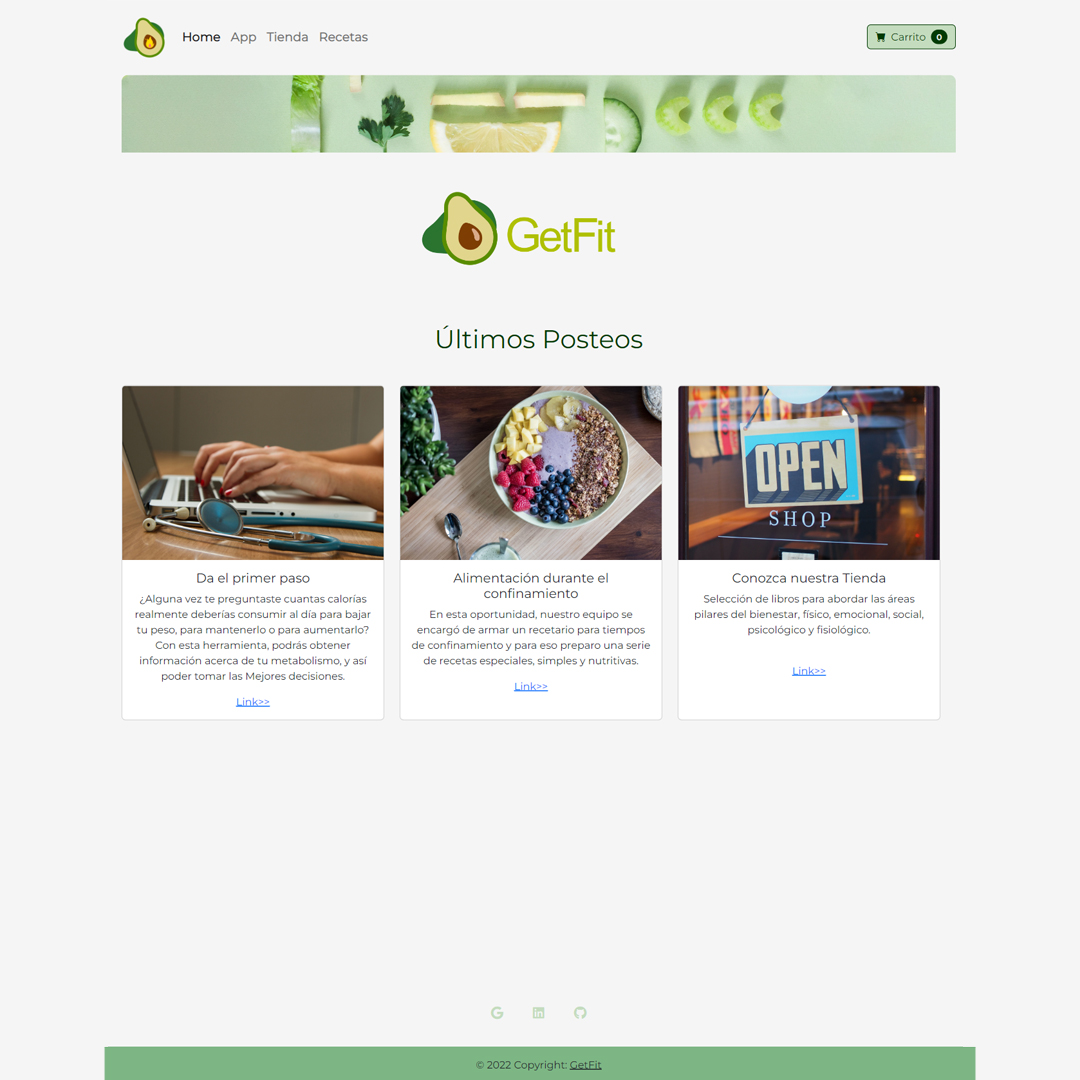 Home App Tienda Recetas
Carrito 0
GetFit
Últimos Posteos
OPEN
SHOP
Da el primer paso
¿Alguna vez te preguntaste cuantas calorías
realmente deberías consumir al día para bajar
tu peso, para mantenerlo o para aumentarlo?
Con esta herramienta, podrás obtener
información acerca de tu metabolismo, y así
poder tomar las Mejores decisiones.
Link>>
Alimentación durante el
confinamiento
En esta oportunidad, nuestro equipo se
encargó de armar un recetario para tiempos
de confinamiento y para eso preparo una serie
de recetas especiales, simples y nutritivas.
Link>>
Conozca nuestra Tienda
Selección de libros para abordar las áreas
pilares del bienestar, físico, emocional, social,
psicológico y fisiológico.
Link>>
© 2022 Copyright: GetFit